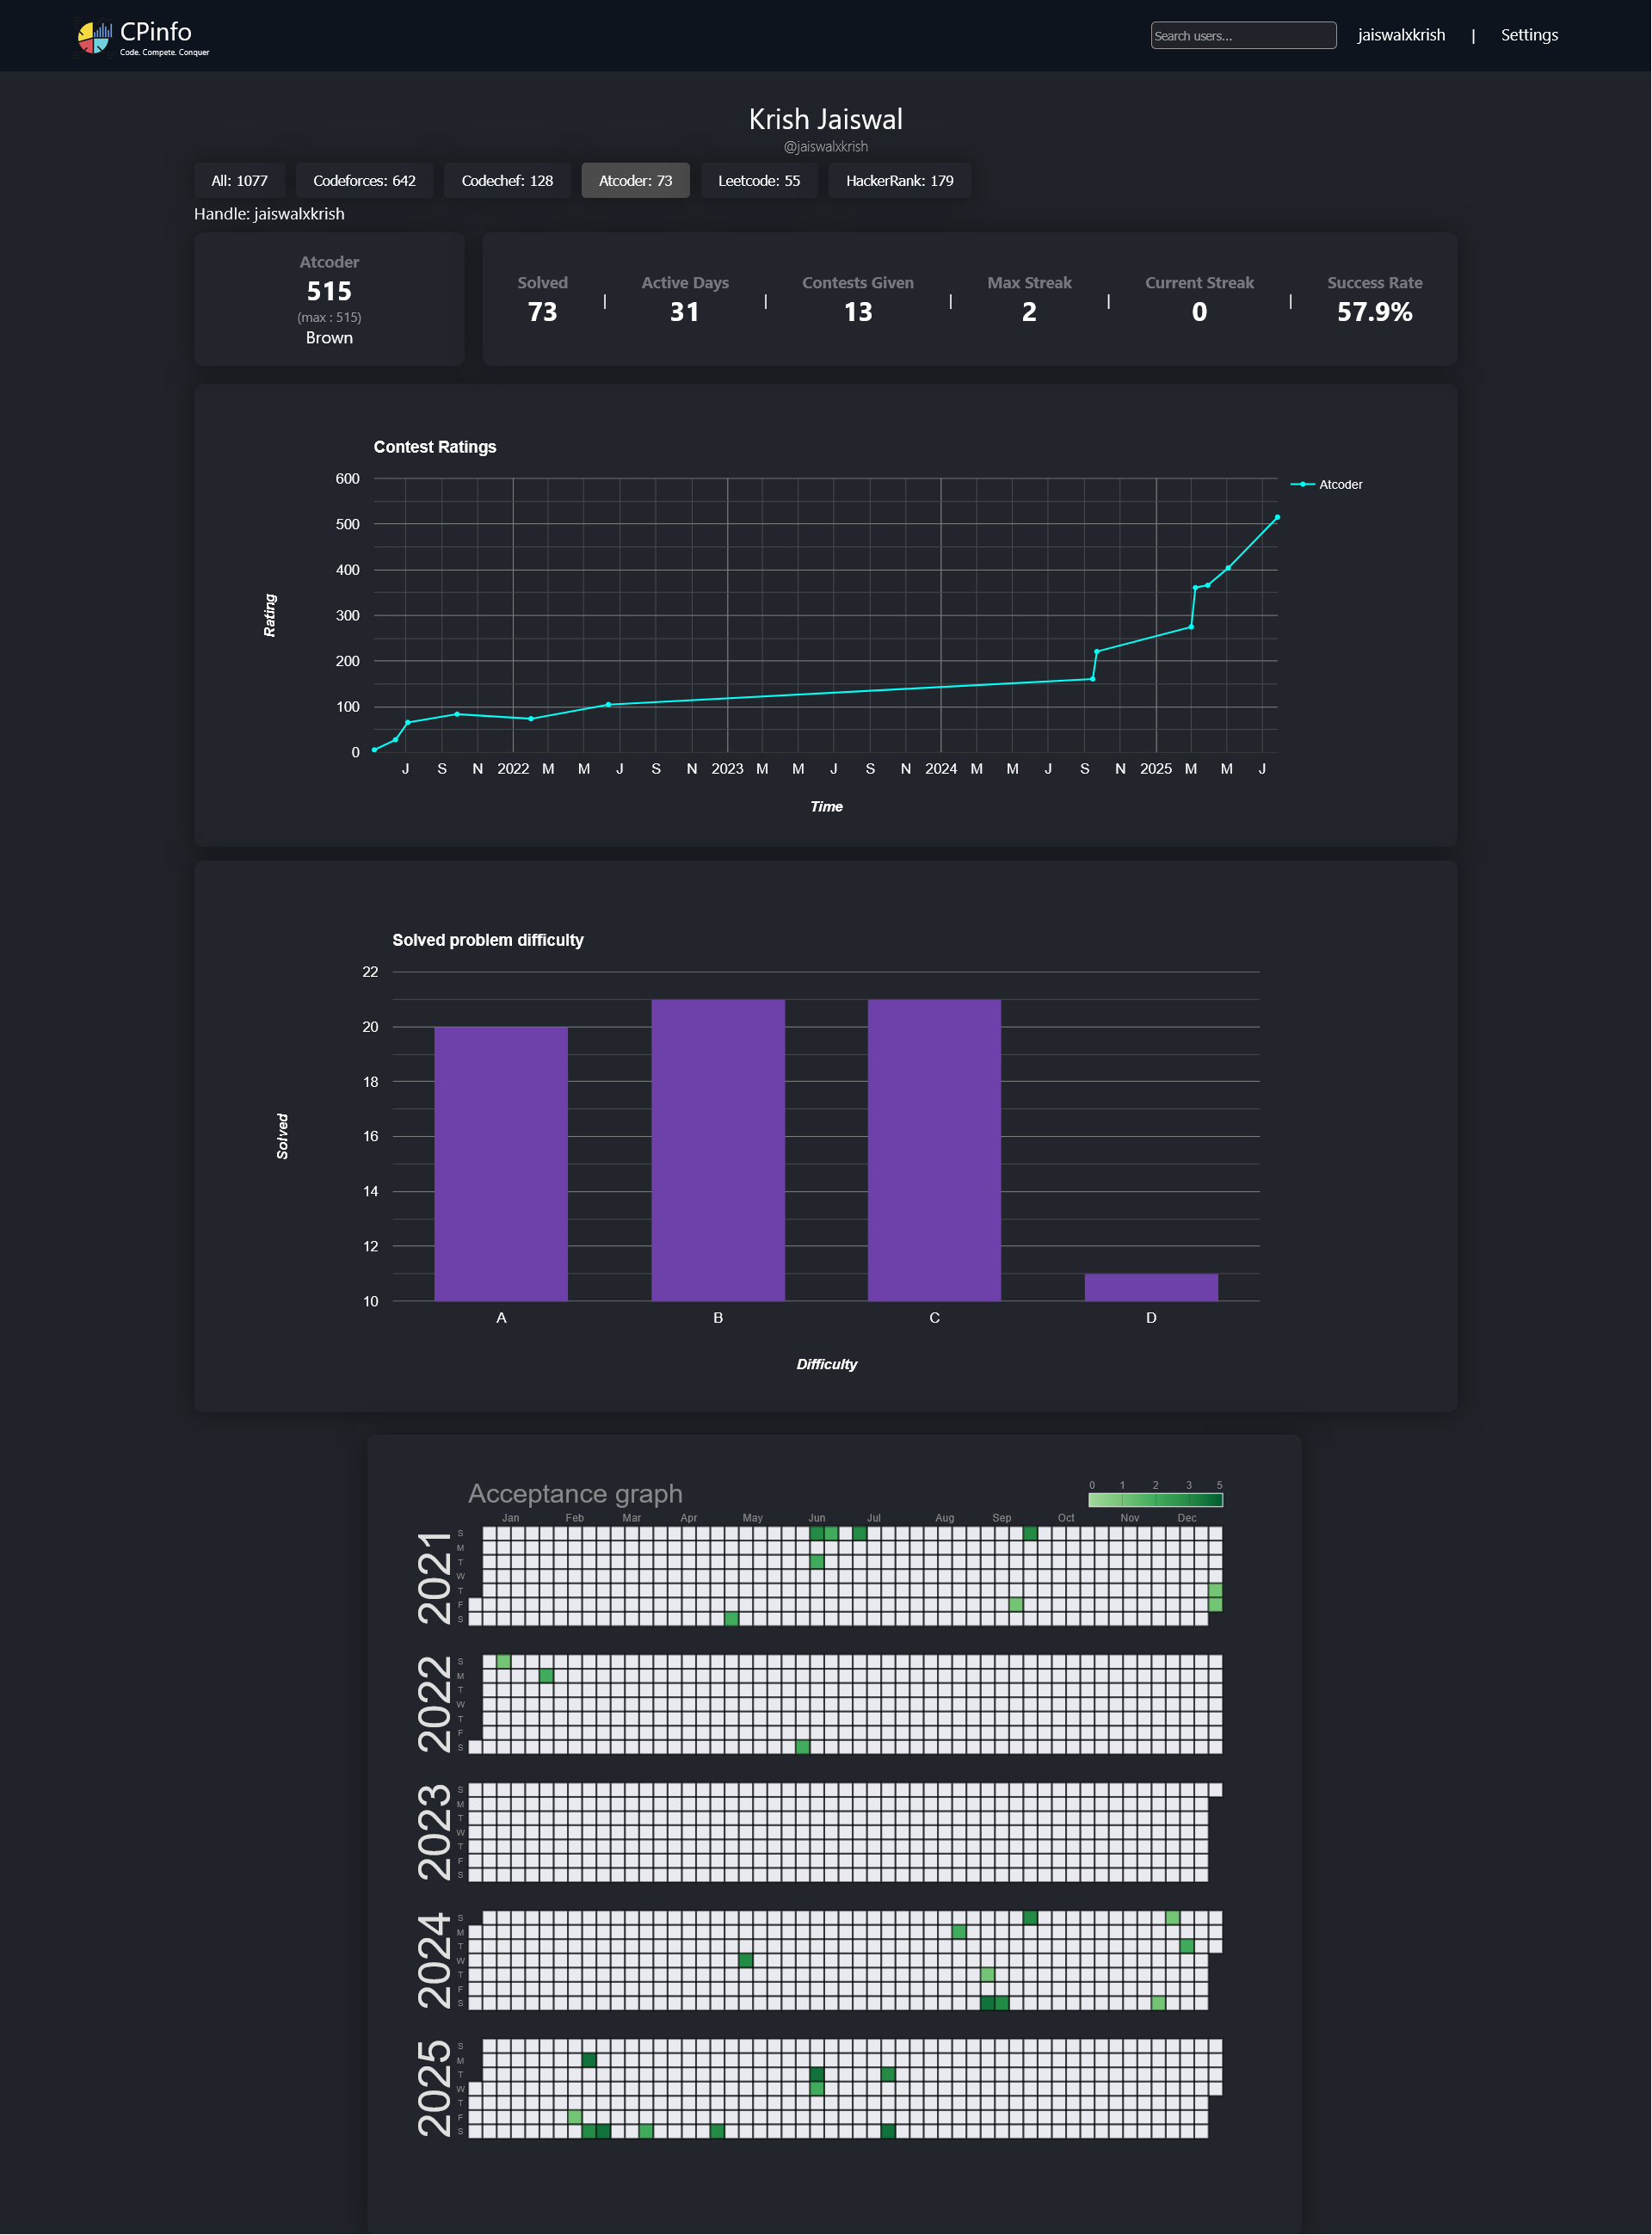 CPinfo
Code. Compete. Conquer
Search users...
jaiswalxkrish | Settings
Krish Jaiswal
@jaiswalxkrish
All: 1077 Codeforces: 642 Codechef: 128 Atcoder: 73 Leetcode: 55 HackerRank: 179
Handle: jaiswalxkrish
Atcoder
515
(max : 515)
Brown
Solved | Active Days | Contests Given | Max Streak | Current Streak | Success Rate
73 31 13 2 0 57.9%
Contest Ratings
600
500
400
300
200
100
0
Rating
Atcoder
J S N 2022 M M J S N 2023 M M J S N 2024 M M J S N 2025 M M J
Time
Solved problem difficulty
22
20
18
16
14
12
10
Solved
A B C D
Difficulty
Acceptance graph
0 1 2 3 5
Jan Feb Mar Apr May Jun Jul Aug Sep Oct Nov Dec
2021
S
M
T
W
T
F
S
2022
S
M
T
W
T
F
S
2023
S
M
T
W
T
F
S
2024
S
M
T
W
T
F
S
2025
S
M
T
W
T
F
S